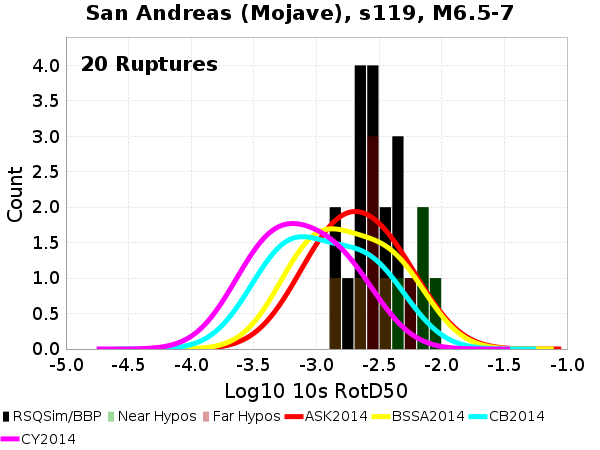 San Andreas (Mojave), s119, M6.5-7
20 Ruptures
Count
4.0
3.5
3.0
2.5
2.0
1.5
1.0
0.5
0.0
-5.0 -4.5 -4.0 -3.5 -3.0 -2.5 -2.0 -1.5 -1.0
Log10 10s RotD50
RSQSim/BBP Near Hypos Far Hypos ASK2014 BSSA2014 CB2014
CY2014